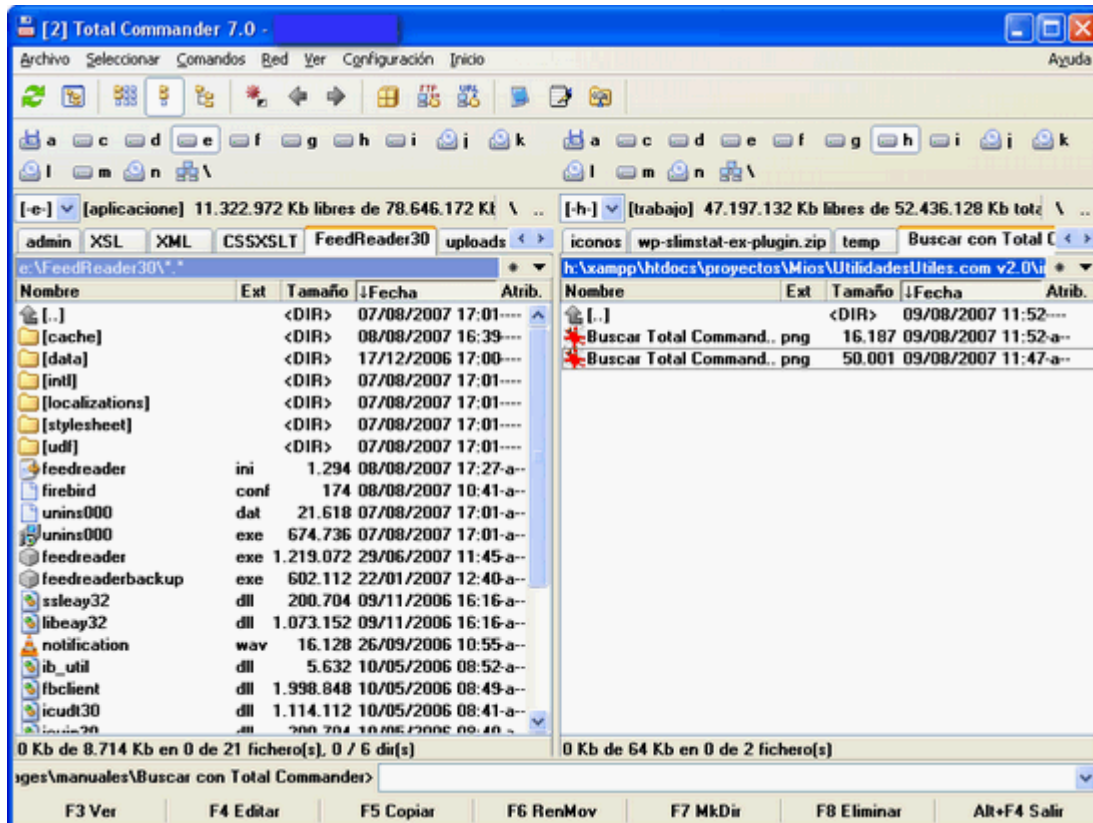 [2] Total Commander 7.0 -
Archivo Seleccionar Comandos Red Ver Configuración Inicio Ayuda
a c d e f g h i j k
l m n \
a c d e f g h i j k
l m n \
[-e-] [aplicacione] 11.322.972 Kb libres de 78.646.172 Kb \ ..
[-h-] [trabajo] 47.197.132 Kb libres de 52.436.128 Kb tota \ ..
admin XSL XML CSSXSLT FeedReader30 uploads
iconos wp-slimstat-ex-plugin.zip temp Buscar con Total C
e:\FeedReader30\*.*
Nombre Ext Tamaño ↓Fecha Atrib.
[..] <DIR> 07/08/2007 17:01 ----
[cache] <DIR> 08/08/2007 16:39 ----
[data] <DIR> 17/12/2006 17:00 ----
[intl] <DIR> 07/08/2007 17:01 ----
[localizations] <DIR> 07/08/2007 17:01 ----
[stylesheet] <DIR> 07/08/2007 17:01 ----
[udf] <DIR> 07/08/2007 17:01 ----
feedreader ini 1.294 08/08/2007 17:27 -a--
firebird conf 174 08/08/2007 10:41 -a--
unins000 dat 21.618 07/08/2007 17:01 -a--
unins000 exe 674.736 07/08/2007 17:01 -a--
feedreader exe 1.219.072 29/06/2007 11:45 -a--
feedreaderbackup exe 602.112 22/01/2007 12:40 -a--
ssleay32 dll 200.704 09/11/2006 16:16 -a--
libeay32 dll 1.073.152 09/11/2006 16:16 -a--
notification wav 16.128 26/09/2006 10:55 -a--
ib_util dll 5.632 10/05/2006 08:52 -a--
fbclient dll 1.998.848 10/05/2006 08:49 -a--
icudt30 dll 1.114.112 10/05/2006 08:41 -a--
0 Kb de 8.714 Kb en 0 de 21 fichero(s), 0 / 6 dir(s)
h:\xampp\htdocs\proyectos\Mios\UtilidadesUtiles.com v2.0\i
Nombre Ext Tamaño ↓Fecha Atrib.
[..] <DIR> 09/08/2007 11:52 ----
Buscar Total Command.. png 16.187 09/08/2007 11:52 -a--
Buscar Total Command.. png 50.001 09/08/2007 11:47 -a--
0 Kb de 64 Kb en 0 de 2 fichero(s)
ages\manuales\Buscar con Total Commander>
F3 Ver F4 Editar F5 Copiar F6 RenMov F7 MkDir F8 Eliminar Alt+F4 Salir